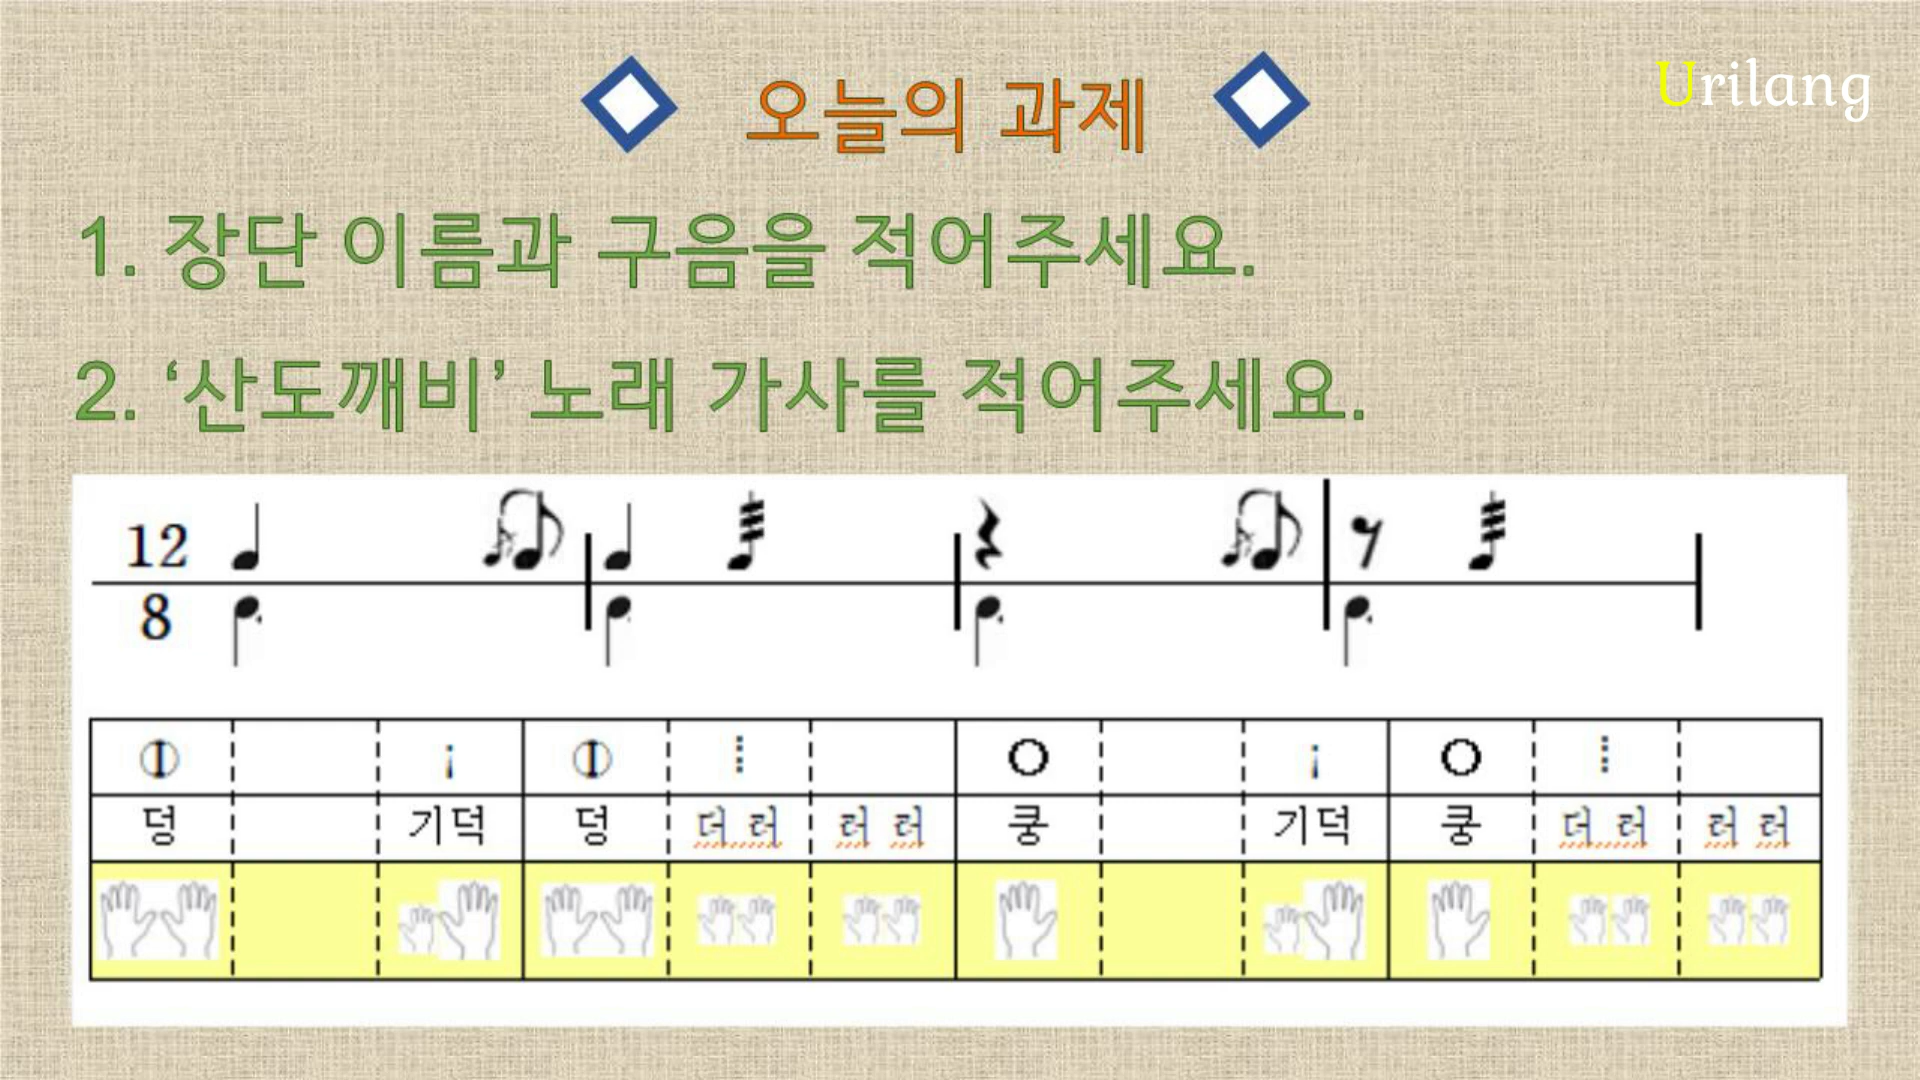 오늘의 과제
Urilang
1. 장단 이름과 구음을 적어주세요.
2. ‘산도깨비’ 노래 가사를 적어주세요.
12
8
덩 기덕 덩 더 러 러 러 쿵 기덕 쿵 더 러 러 러